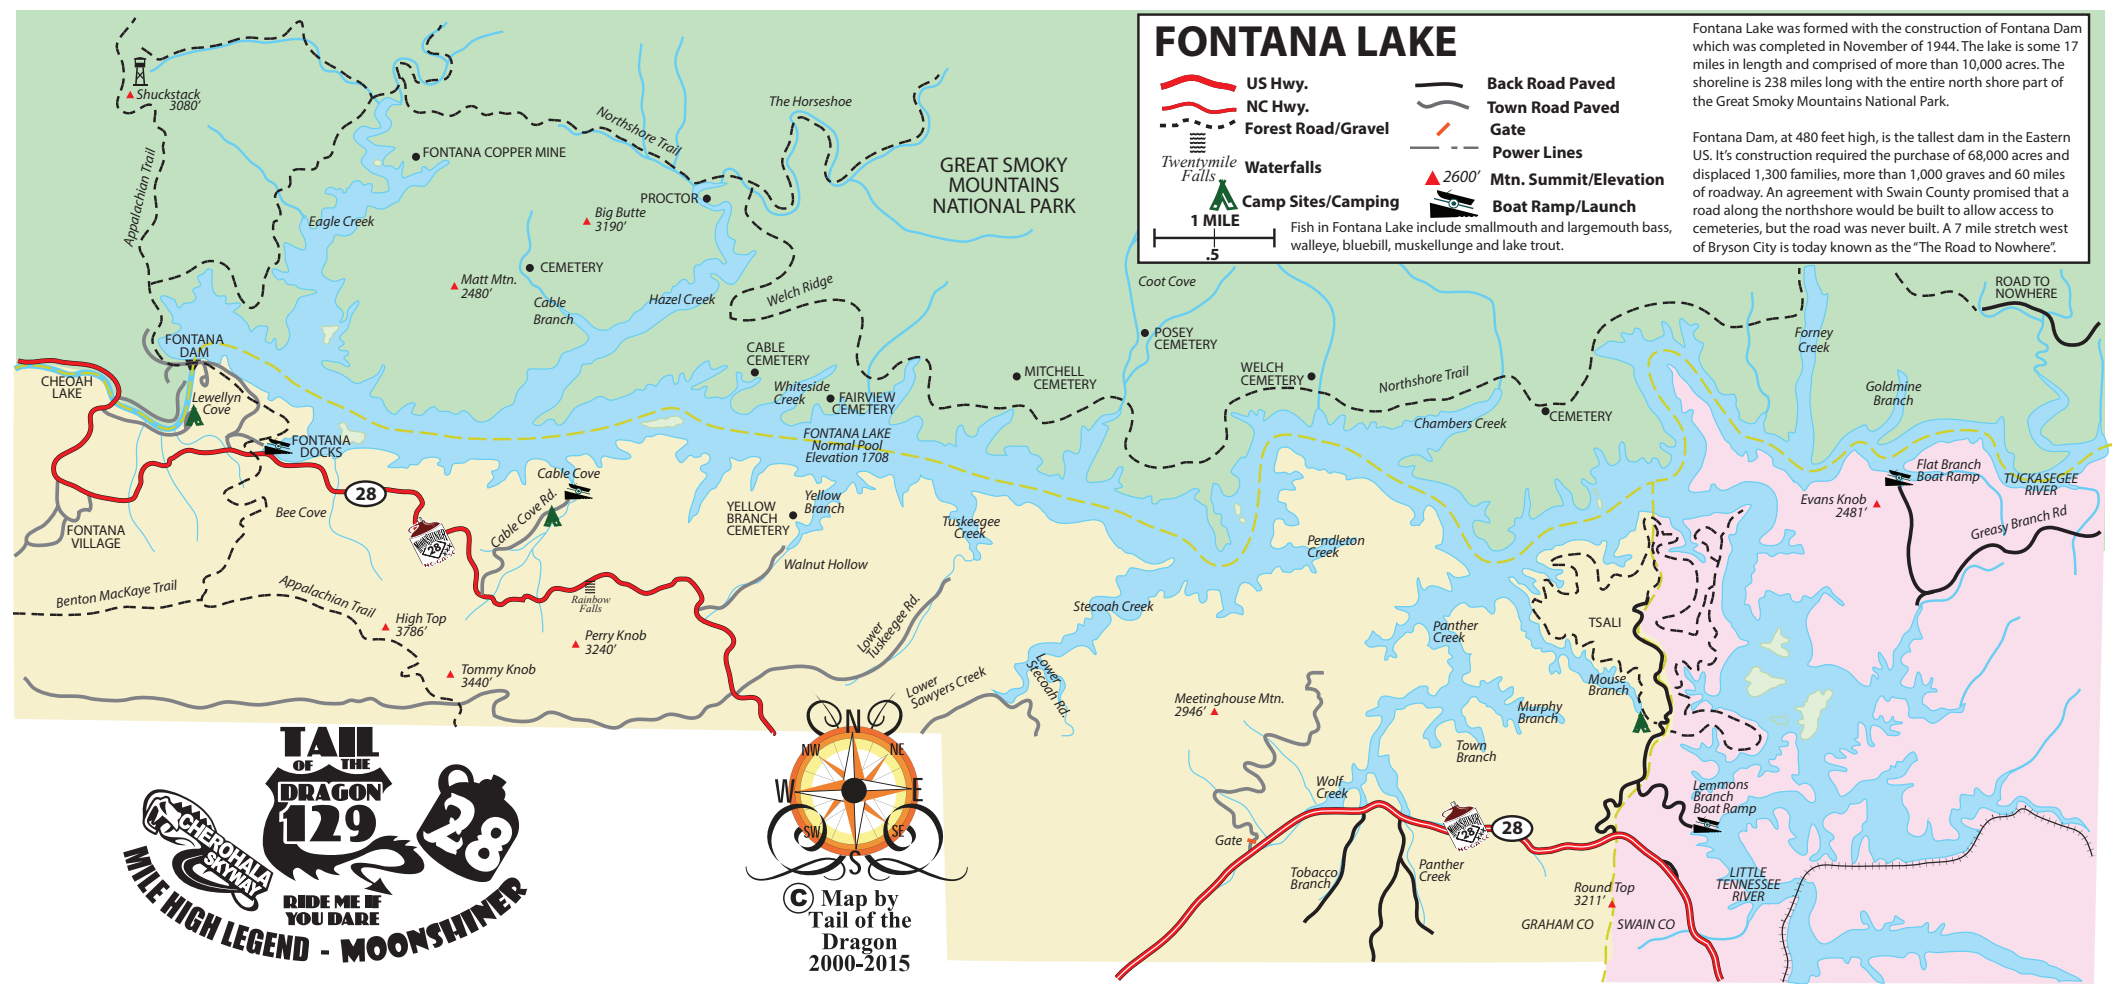 FONTANA LAKE
US Hwy.
NC Hwy.
Forest Road/Gravel
Twentymile
Falls
Waterfalls
Camp Sites/Camping
1 MILE
.5
Back Road Paved
Town Road Paved
Gate
Power Lines
2600'
Mtn. Summit/Elevation
Boat Ramp/Launch
Fish in Fontana Lake include smallmouth and largemouth bass,
walleye, bluebill, muskellunge and lake trout.
Fontana Lake was formed with the construction of Fontana Dam
which was completed in November of 1944. The lake is some 17
miles in length and comprised of more than 10,000 acres. The
shoreline is 238 miles long with the entire north shore part of
the Great Smoky Mountains National Park.
Fontana Dam, at 480 feet high, is the tallest dam in the Eastern
US. It's construction required the purchase of 68,000 acres and
displaced 1,300 families, more than 1,000 graves and 60 miles
of roadway. An agreement with Swain County promised that a
road along the northshore would be built to allow access to
cemeteries, but the road was never built. A 7 mile stretch west
of Bryson City is today known as the "The Road to Nowhere".
Shuckstack
3080'
Appalachian Trail
FONTANA COPPER MINE
Northshore Trail
The Horseshoe
GREAT SMOKY
MOUNTAINS
NATIONAL PARK
PROCTOR
Big Butte
3190'
Eagle Creek
CEMETERY
Matt Mtn.
2480'
Cable
Branch
Hazel Creek
Welch Ridge
Coot Cove
POSEY
CEMETERY
ROAD TO
NOWHERE
Forney
Creek
FONTANA
DAM
CHEOAH
LAKE
Lewellyn
Cove
CABLE
CEMETERY
Whiteside
Creek
FAIRVIEW
CEMETERY
MITCHELL
CEMETERY
WELCH
CEMETERY
Northshore Trail
CEMETERY
Goldmine
Branch
Chambers Creek
FONTANA
DOCKS
FONTANA LAKE
Normal Pool
Elevation 1708
28
Cable Cove
Cable Cove Rd.
MOONSHINER
28
Bee Cove
FONTANA
VILLAGE
YELLOW
BRANCH
CEMETERY
Yellow
Branch
Tuskeegee
Creek
Walnut Hollow
Pendleton
Creek
Flat Branch
Boat Ramp
TUCKASEGEE
RIVER
Evans Knob
2481'
Greasy Branch Rd
Benton MacKaye Trail
Appalachian Trail
High Top
3786'
Rainbow
Falls
Perry Knob
3240'
Tommy Knob
3440'
Lower
Tuskeegee Rd.
Stecoah Creek
Lower
Sawyers Creek
Lower
Stecoah Rd.
Panther
Creek
TSALI
Mouse
Branch
Murphy
Branch
Meetinghouse Mtn.
2946'
Town
Branch
Wolf
Creek
Gate
Tobacco
Branch
Panther
Creek
MOONSHINER
28
28
Lemmons
Branch
Boat Ramp
LITTLE
TENNESSEE
RIVER
Round Top
3211'
GRAHAM CO
SWAIN CO
TAIL
OF THE
DRAGON
129
RIDE ME IF
YOU DARE
CHEROHALA
SKYWAY
28
MILE HIGH LEGEND - MOONSHINER
N
NW
NE
W
E
SW
SE
S
© Map by
Tail of the
Dragon
2000-2015